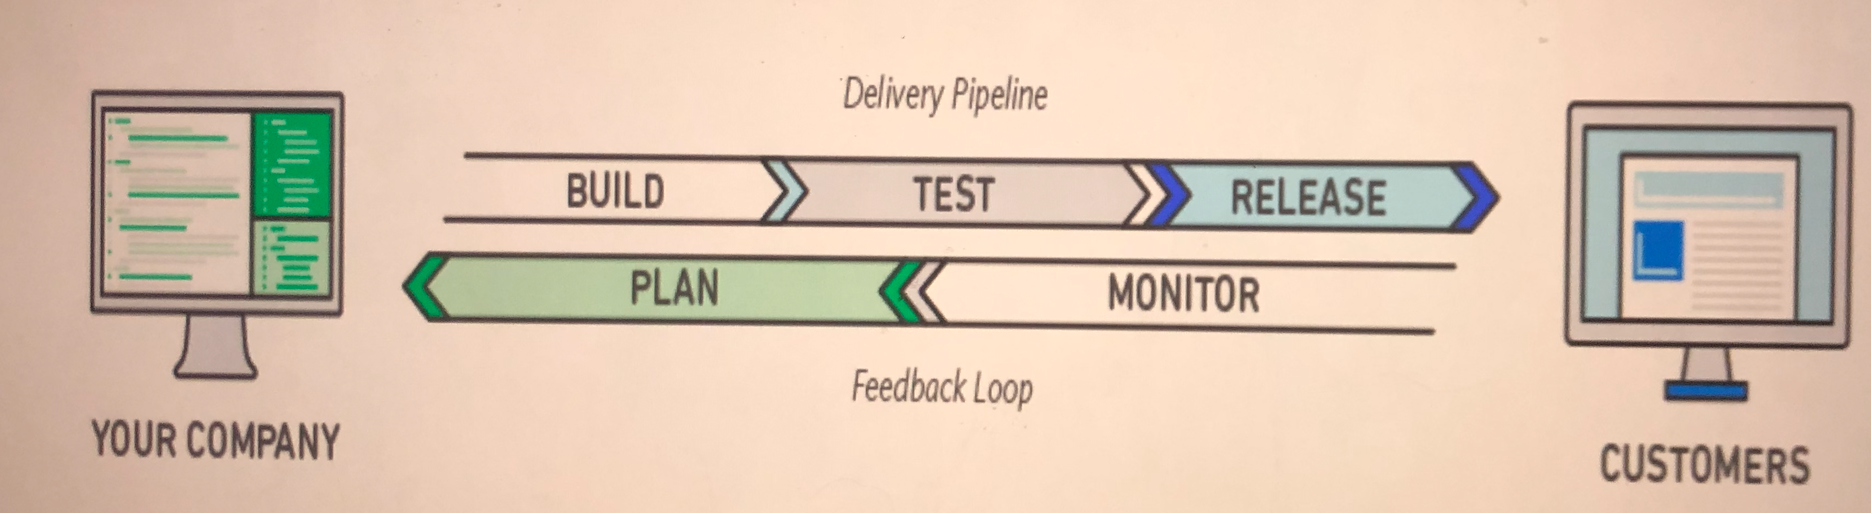 Delivery Pipeline
BUILD
TEST
RELEASE
PLAN
MONITOR
Feedback Loop
YOUR COMPANY
CUSTOMERS